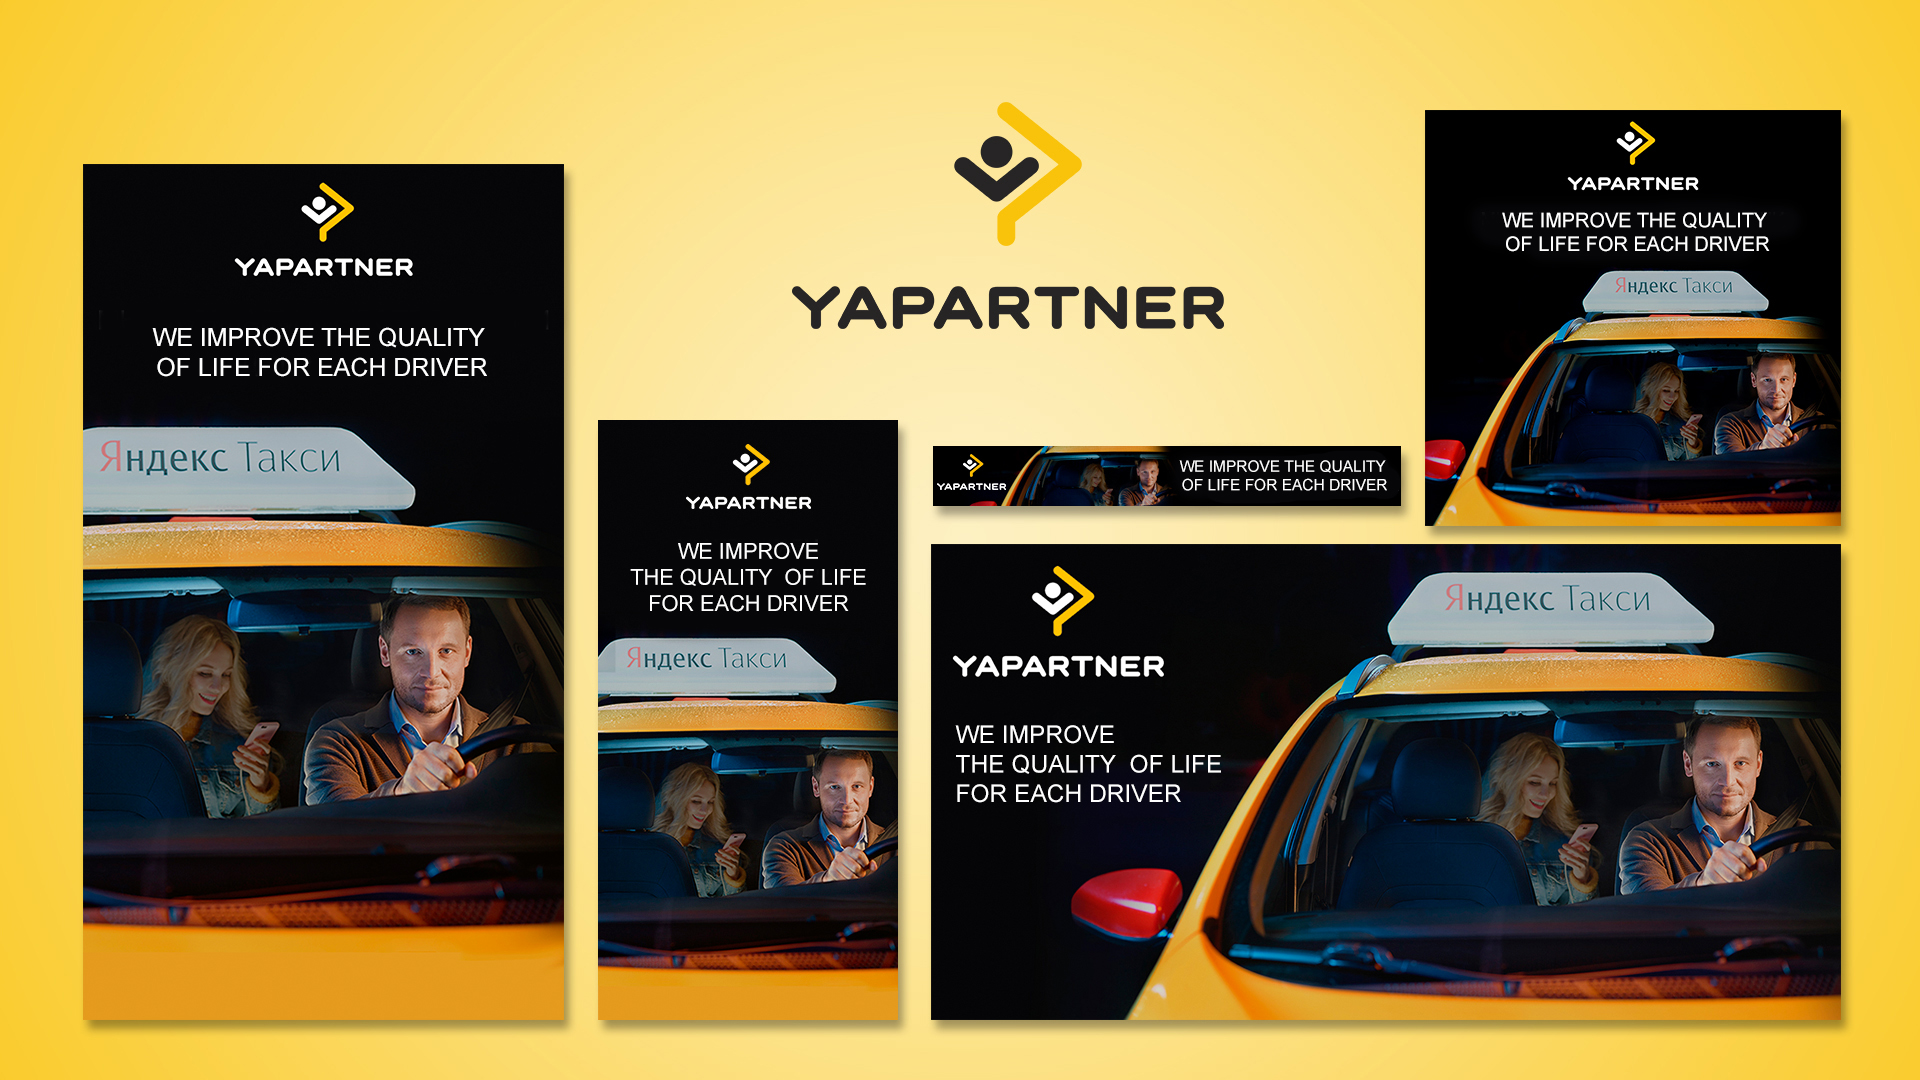 YAPARTNER
WE IMPROVE THE QUALITY
OF LIFE FOR EACH DRIVER
Яндекс Такси
YAPARTNER
WE IMPROVE
THE QUALITY OF LIFE
FOR EACH DRIVER
Яндекс Такси
YAPARTNER
YAPARTNER
WE IMPROVE THE QUALITY
OF LIFE FOR EACH DRIVER
YAPARTNER
WE IMPROVE THE QUALITY
OF LIFE FOR EACH DRIVER
Яндекс Такси
YAPARTNER
WE IMPROVE
THE QUALITY OF LIFE
FOR EACH DRIVER
Яндекс Такси